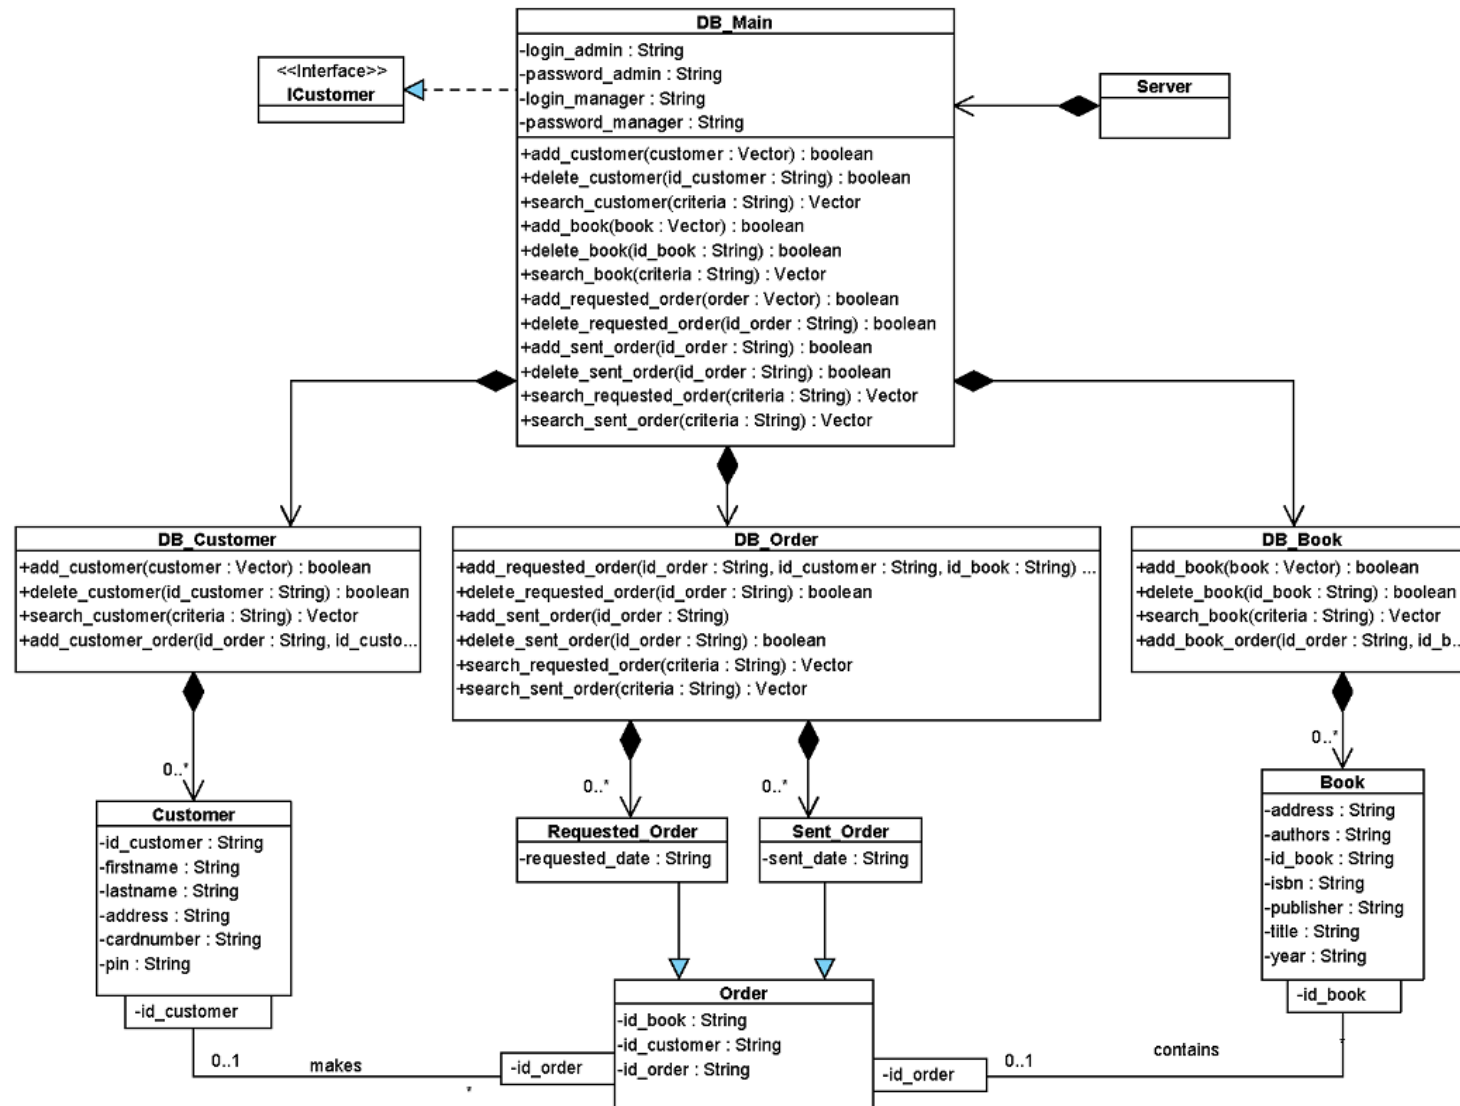 DB_Main
-login_admin : String
-password_admin : String
-login_manager : String
-password_manager : String
+add_customer(customer : Vector) : boolean
+delete_customer(id_customer : String) : boolean
+search_customer(criteria : String) : Vector
+add_book(book : Vector) : boolean
+delete_book(id_book : String) : boolean
+search_book(criteria : String) : Vector
+add_requested_order(order : Vector) : boolean
+delete_requested_order(id_order : String) : boolean
+add_sent_order(id_order : String) : boolean
+delete_sent_order(id_order : String) : boolean
+search_requested_order(criteria : String) : Vector
+search_sent_order(criteria : String) : Vector
<<Interface>>
ICustomer
Server
DB_Customer
+add_customer(customer : Vector) : boolean
+delete_customer(id_customer : String) : boolean
+search_customer(criteria : String) : Vector
+add_customer_order(id_order : String, id_custo...
DB_Order
+add_requested_order(id_order : String, id_customer : String, id_book : String) ...
+delete_requested_order(id_order : String) : boolean
+add_sent_order(id_order : String)
+delete_sent_order(id_order : String) : boolean
+search_requested_order(criteria : String) : Vector
+search_sent_order(criteria : String) : Vector
DB_Book
+add_book(book : Vector) : boolean
+delete_book(id_book : String) : boolean
+search_book(criteria : String) : Vector
+add_book_order(id_order : String, id_b..
0..*
0..*
0..*
0..*
Customer
-id_customer : String
-firstname : String
-lastname : String
-address : String
-cardnumber : String
-pin : String
-id_customer
Requested_Order
-requested_date : String
Sent_Order
-sent_date : String
Book
-address : String
-authors : String
-id_book : String
-isbn : String
-publisher : String
-title : String
-year : String
-id_book
Order
-id_book : String
-id_customer : String
-id_order : String
0..1
makes
*
-id_order
-id_order
0..1
contains
*